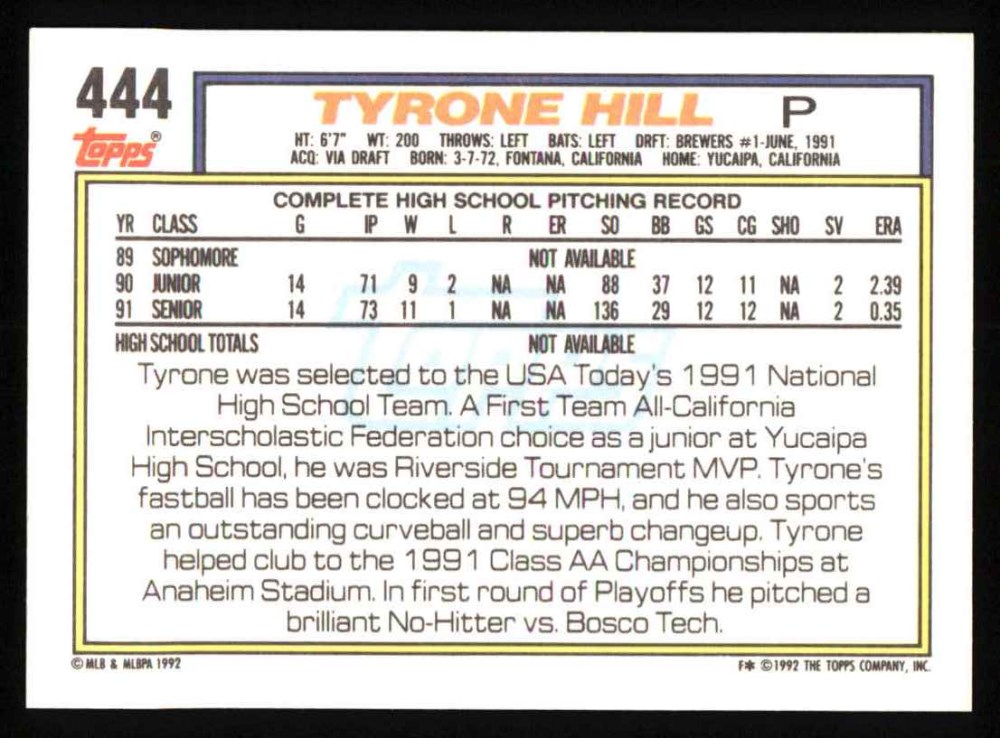 444
Topps®
TYRONE HILL P
HT: 6'7" WT: 200 THROWS: LEFT BATS: LEFT DRFT: BREWERS #1-JUNE, 1991
ACQ: VIA DRAFT BORN: 3-7-72, FONTANA, CALIFORNIA HOME: YUCAIPA, CALIFORNIA
COMPLETE HIGH SCHOOL PITCHING RECORD
YR CLASS G IP W L R ER SO BB GS CG SHO SV ERA
89 SOPHOMORE NOT AVAILABLE
90 JUNIOR 14 71 9 2 NA NA 88 37 12 11 NA 2 2.39
91 SENIOR 14 73 11 1 NA NA 136 29 12 12 NA 2 0.35
HIGH SCHOOL TOTALS NOT AVAILABLE
Tyrone was selected to the USA Today's 1991 National
High School Team. A First Team All-California
Interscholastic Federation choice as a junior at Yucaipa
High School, he was Riverside Tournament MVP. Tyrone's
fastball has been clocked at 94 MPH, and he also sports
an outstanding curveball and superb changeup. Tyrone
helped club to the 1991 Class AA Championships at
Anaheim Stadium. In first round of Playoffs he pitched a
brilliant No-Hitter vs. Bosco Tech.
© MLB & MLBPA 1992 F* ©1992 THE TOPPS COMPANY, INC.